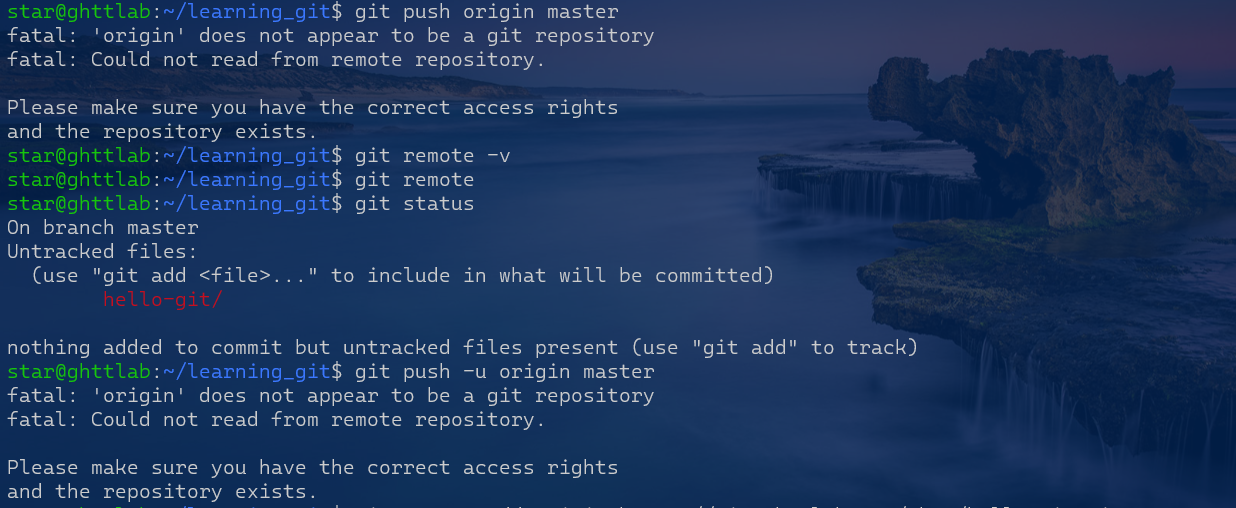 star@ghttlab:~/learning_git$ git push origin master
fatal: 'origin' does not appear to be a git repository
fatal: Could not read from remote repository.
Please make sure you have the correct access rights
and the repository exists.
star@ghttlab:~/learning_git$ git remote -v
star@ghttlab:~/learning_git$ git remote
star@ghttlab:~/learning_git$ git status
On branch master
Untracked files:
  (use "git add <file>..." to include in what will be committed)
        hello-git/
nothing added to commit but untracked files present (use "git add" to track)
star@ghttlab:~/learning_git$ git push -u origin master
fatal: 'origin' does not appear to be a git repository
fatal: Could not read from remote repository.
Please make sure you have the correct access rights
and the repository exists.